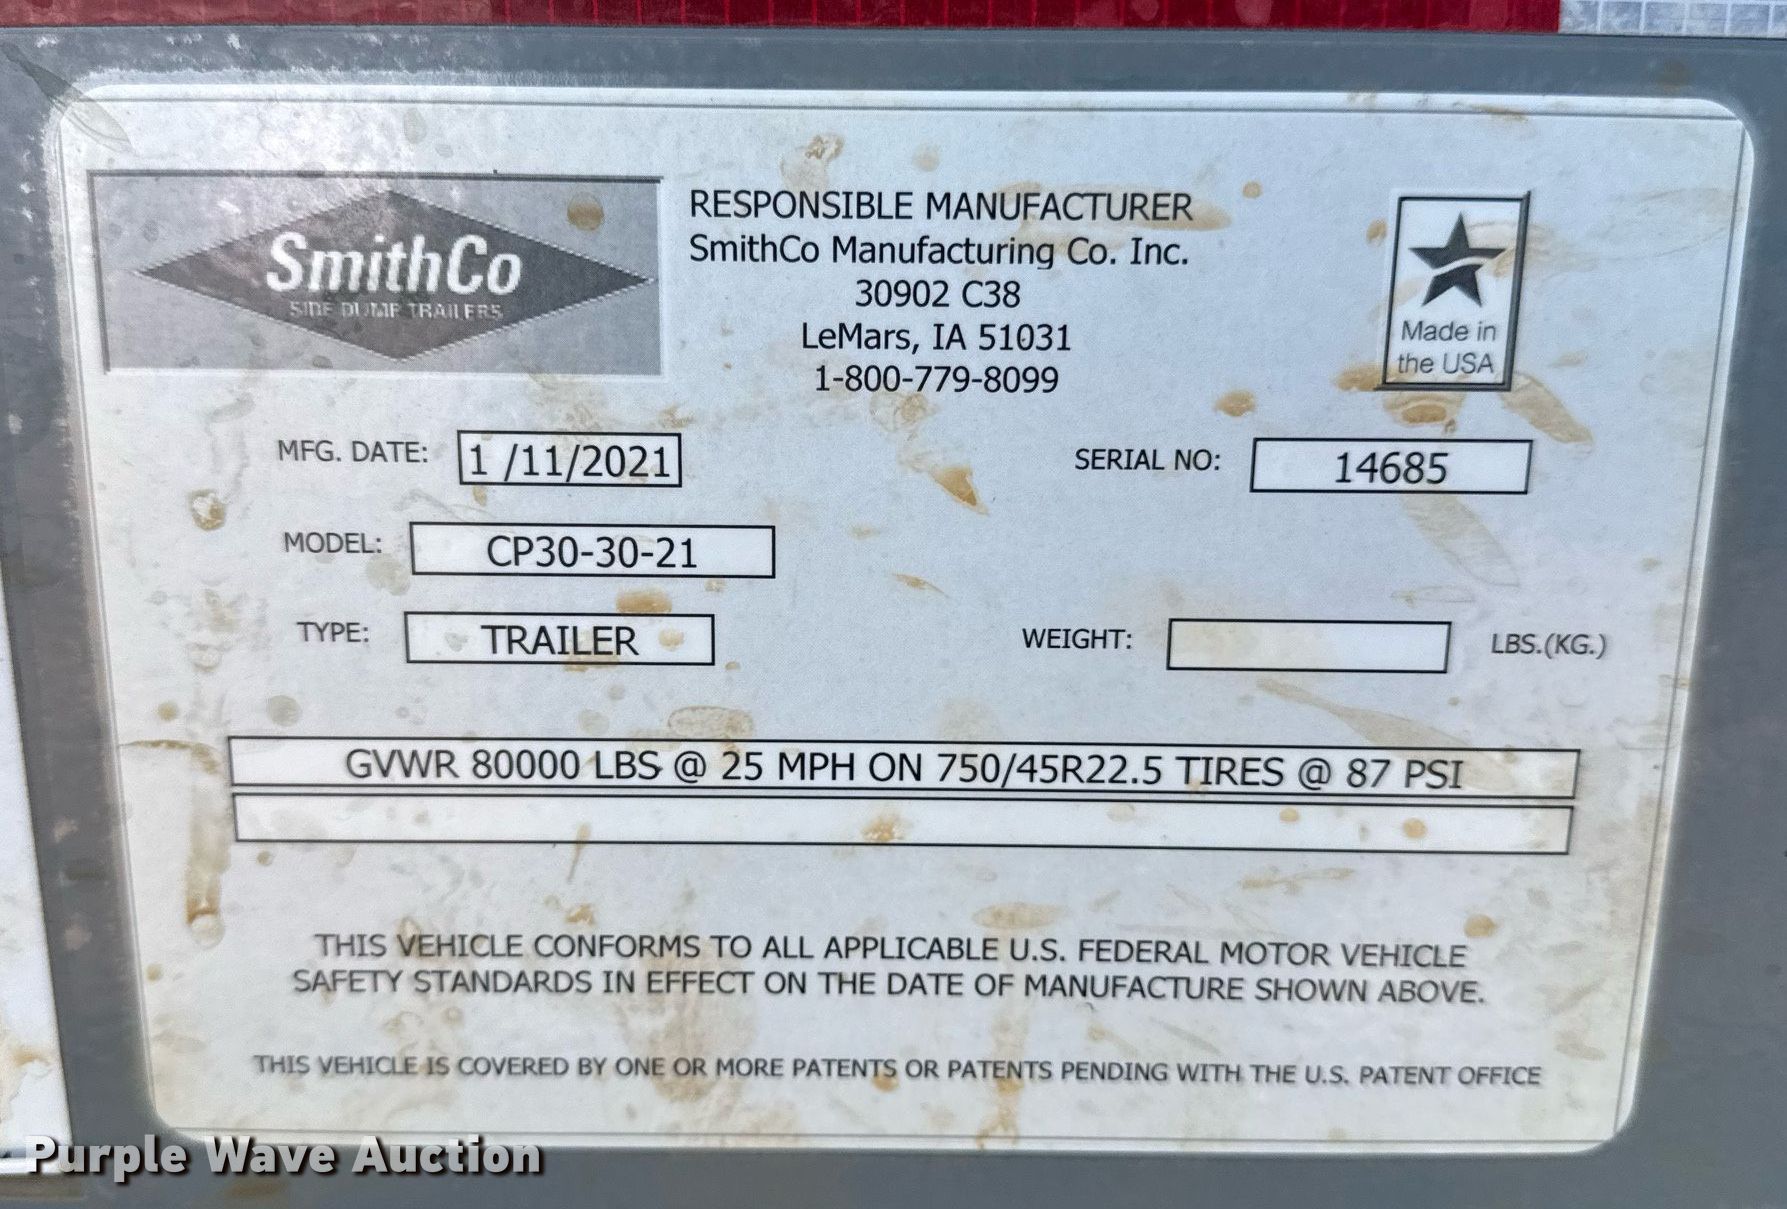 SmithCo
SIDE DUMP TRAILERS
RESPONSIBLE MANUFACTURER
SmithCo Manufacturing Co. Inc.
30902 C38
LeMars, IA 51031
1-800-779-8099
Made in
the USA
MFG. DATE: 1 /11/2021
SERIAL NO: 14685
MODEL: CP30-30-21
TYPE: TRAILER
WEIGHT: LBS.(KG.)
GVWR 80000 LBS @ 25 MPH ON 750/45R22.5 TIRES @ 87 PSI
THIS VEHICLE CONFORMS TO ALL APPLICABLE U.S. FEDERAL MOTOR VEHICLE
SAFETY STANDARDS IN EFFECT ON THE DATE OF MANUFACTURE SHOWN ABOVE.
THIS VEHICLE IS COVERED BY ONE OR MORE PATENTS OR PATENTS PENDING WITH THE U.S. PATENT OFFICE
Purple Wave Auction